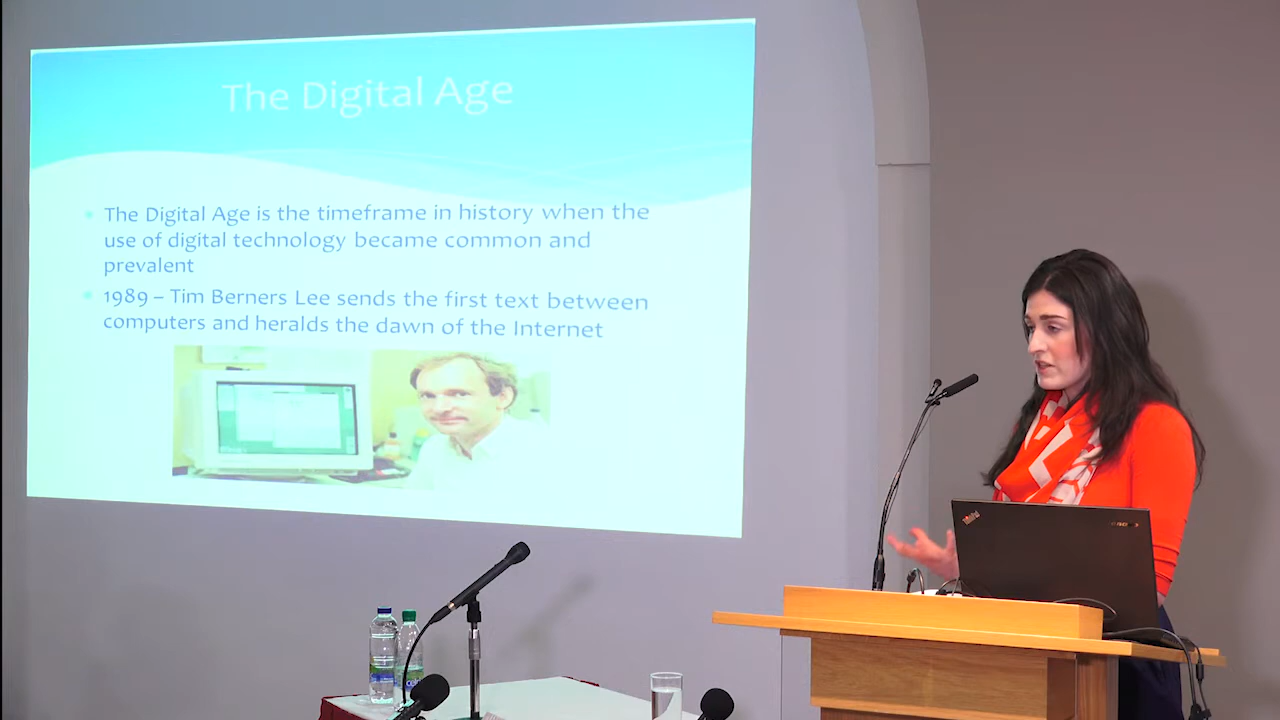 The Digital Age
The Digital Age is the timeframe in history when the
use of digital technology became common and
prevalent
1989 – Tim Berners Lee sends the first text between
computers and heralds the dawn of the Internet
ThinkPad